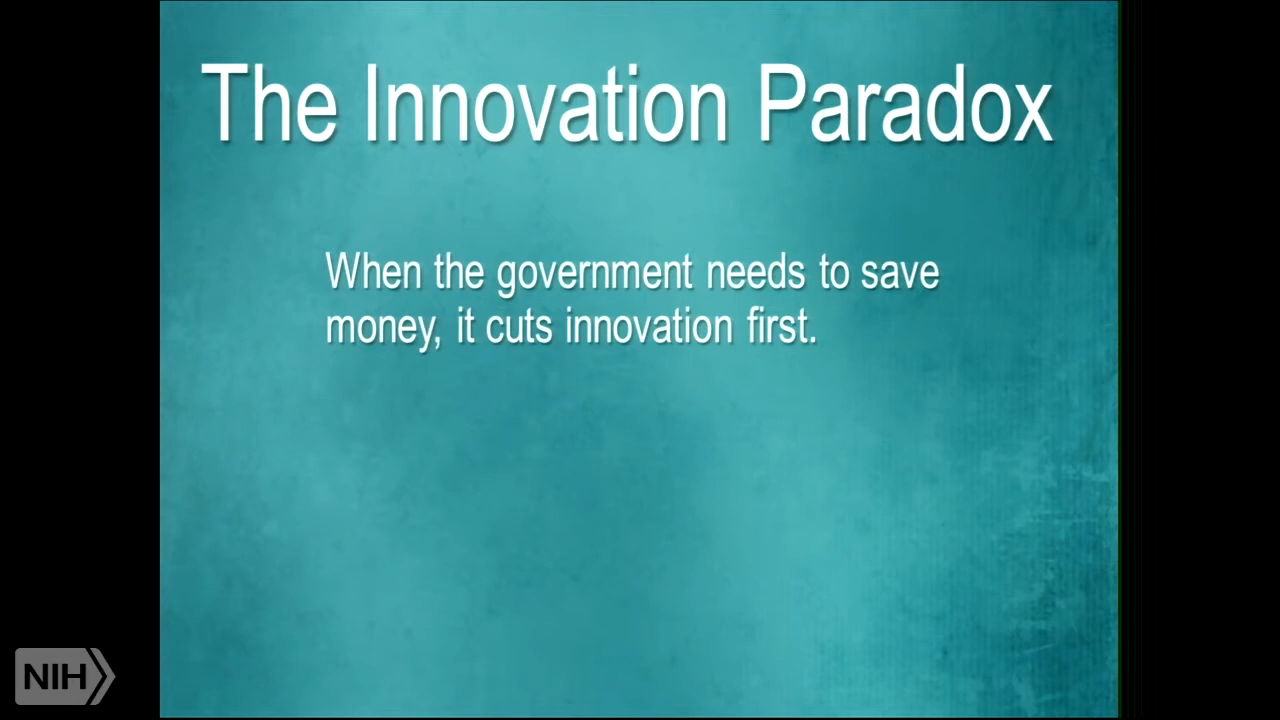 The Innovation Paradox
When the government needs to save
money, it cuts innovation first.
NIH